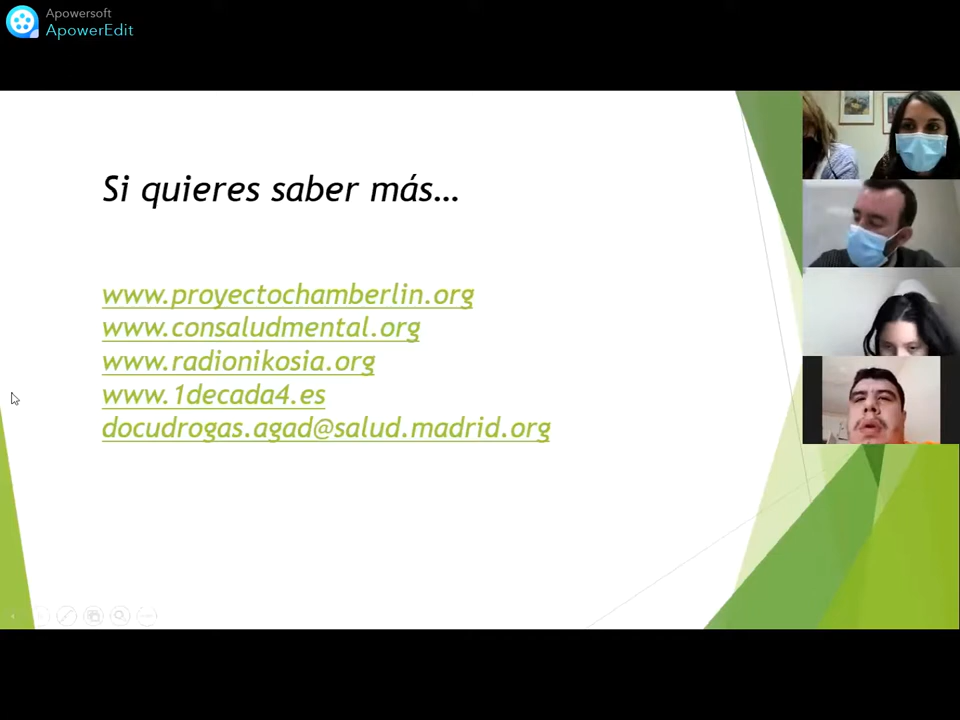 Apowersoft
ApowerEdit
Si quieres saber más…
www.proyectochamberlin.org
www.consaludmental.org
www.radionikosia.org
www.1decada4.es
docudrogas.agad@salud.madrid.org